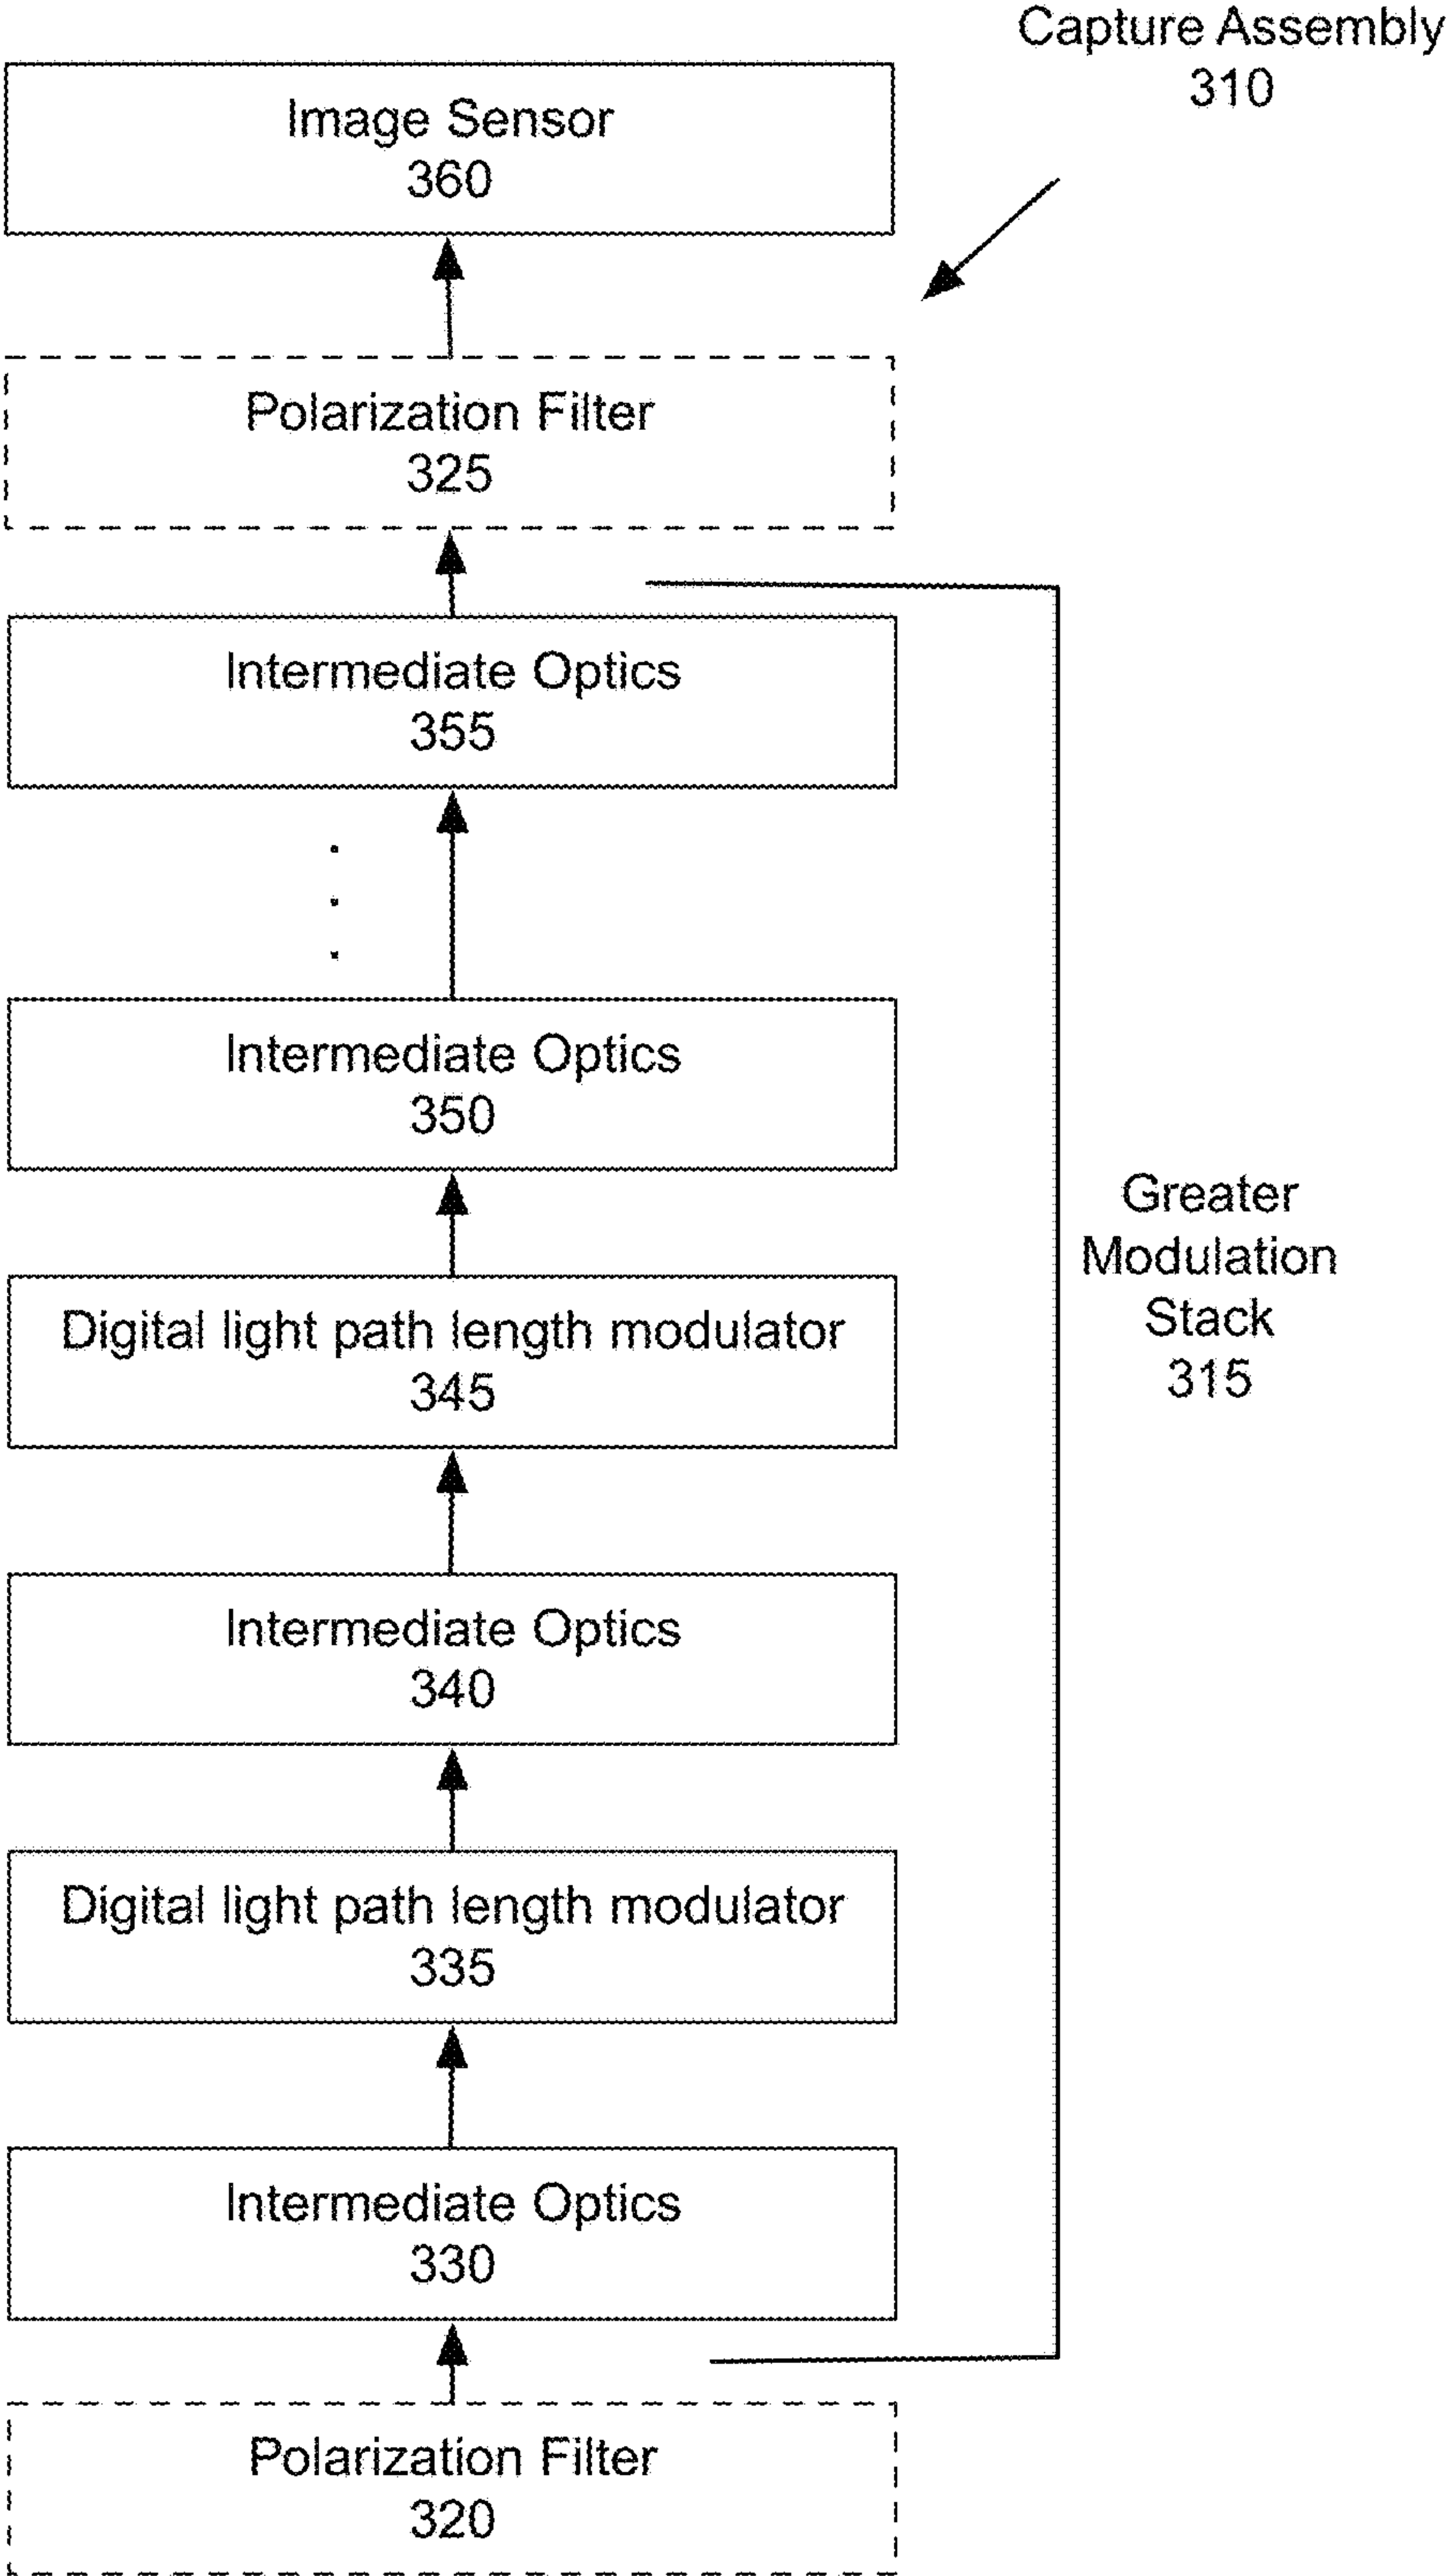 Capture Assembly
310
Image Sensor
360
Polarization Filter
325
Intermediate Optics
355
Intermediate Optics
350
Greater
Modulation
Stack
315
Digital light path length modulator
345
Intermediate Optics
340
Digital light path length modulator
335
Intermediate Optics
330
Polarization Filter
320